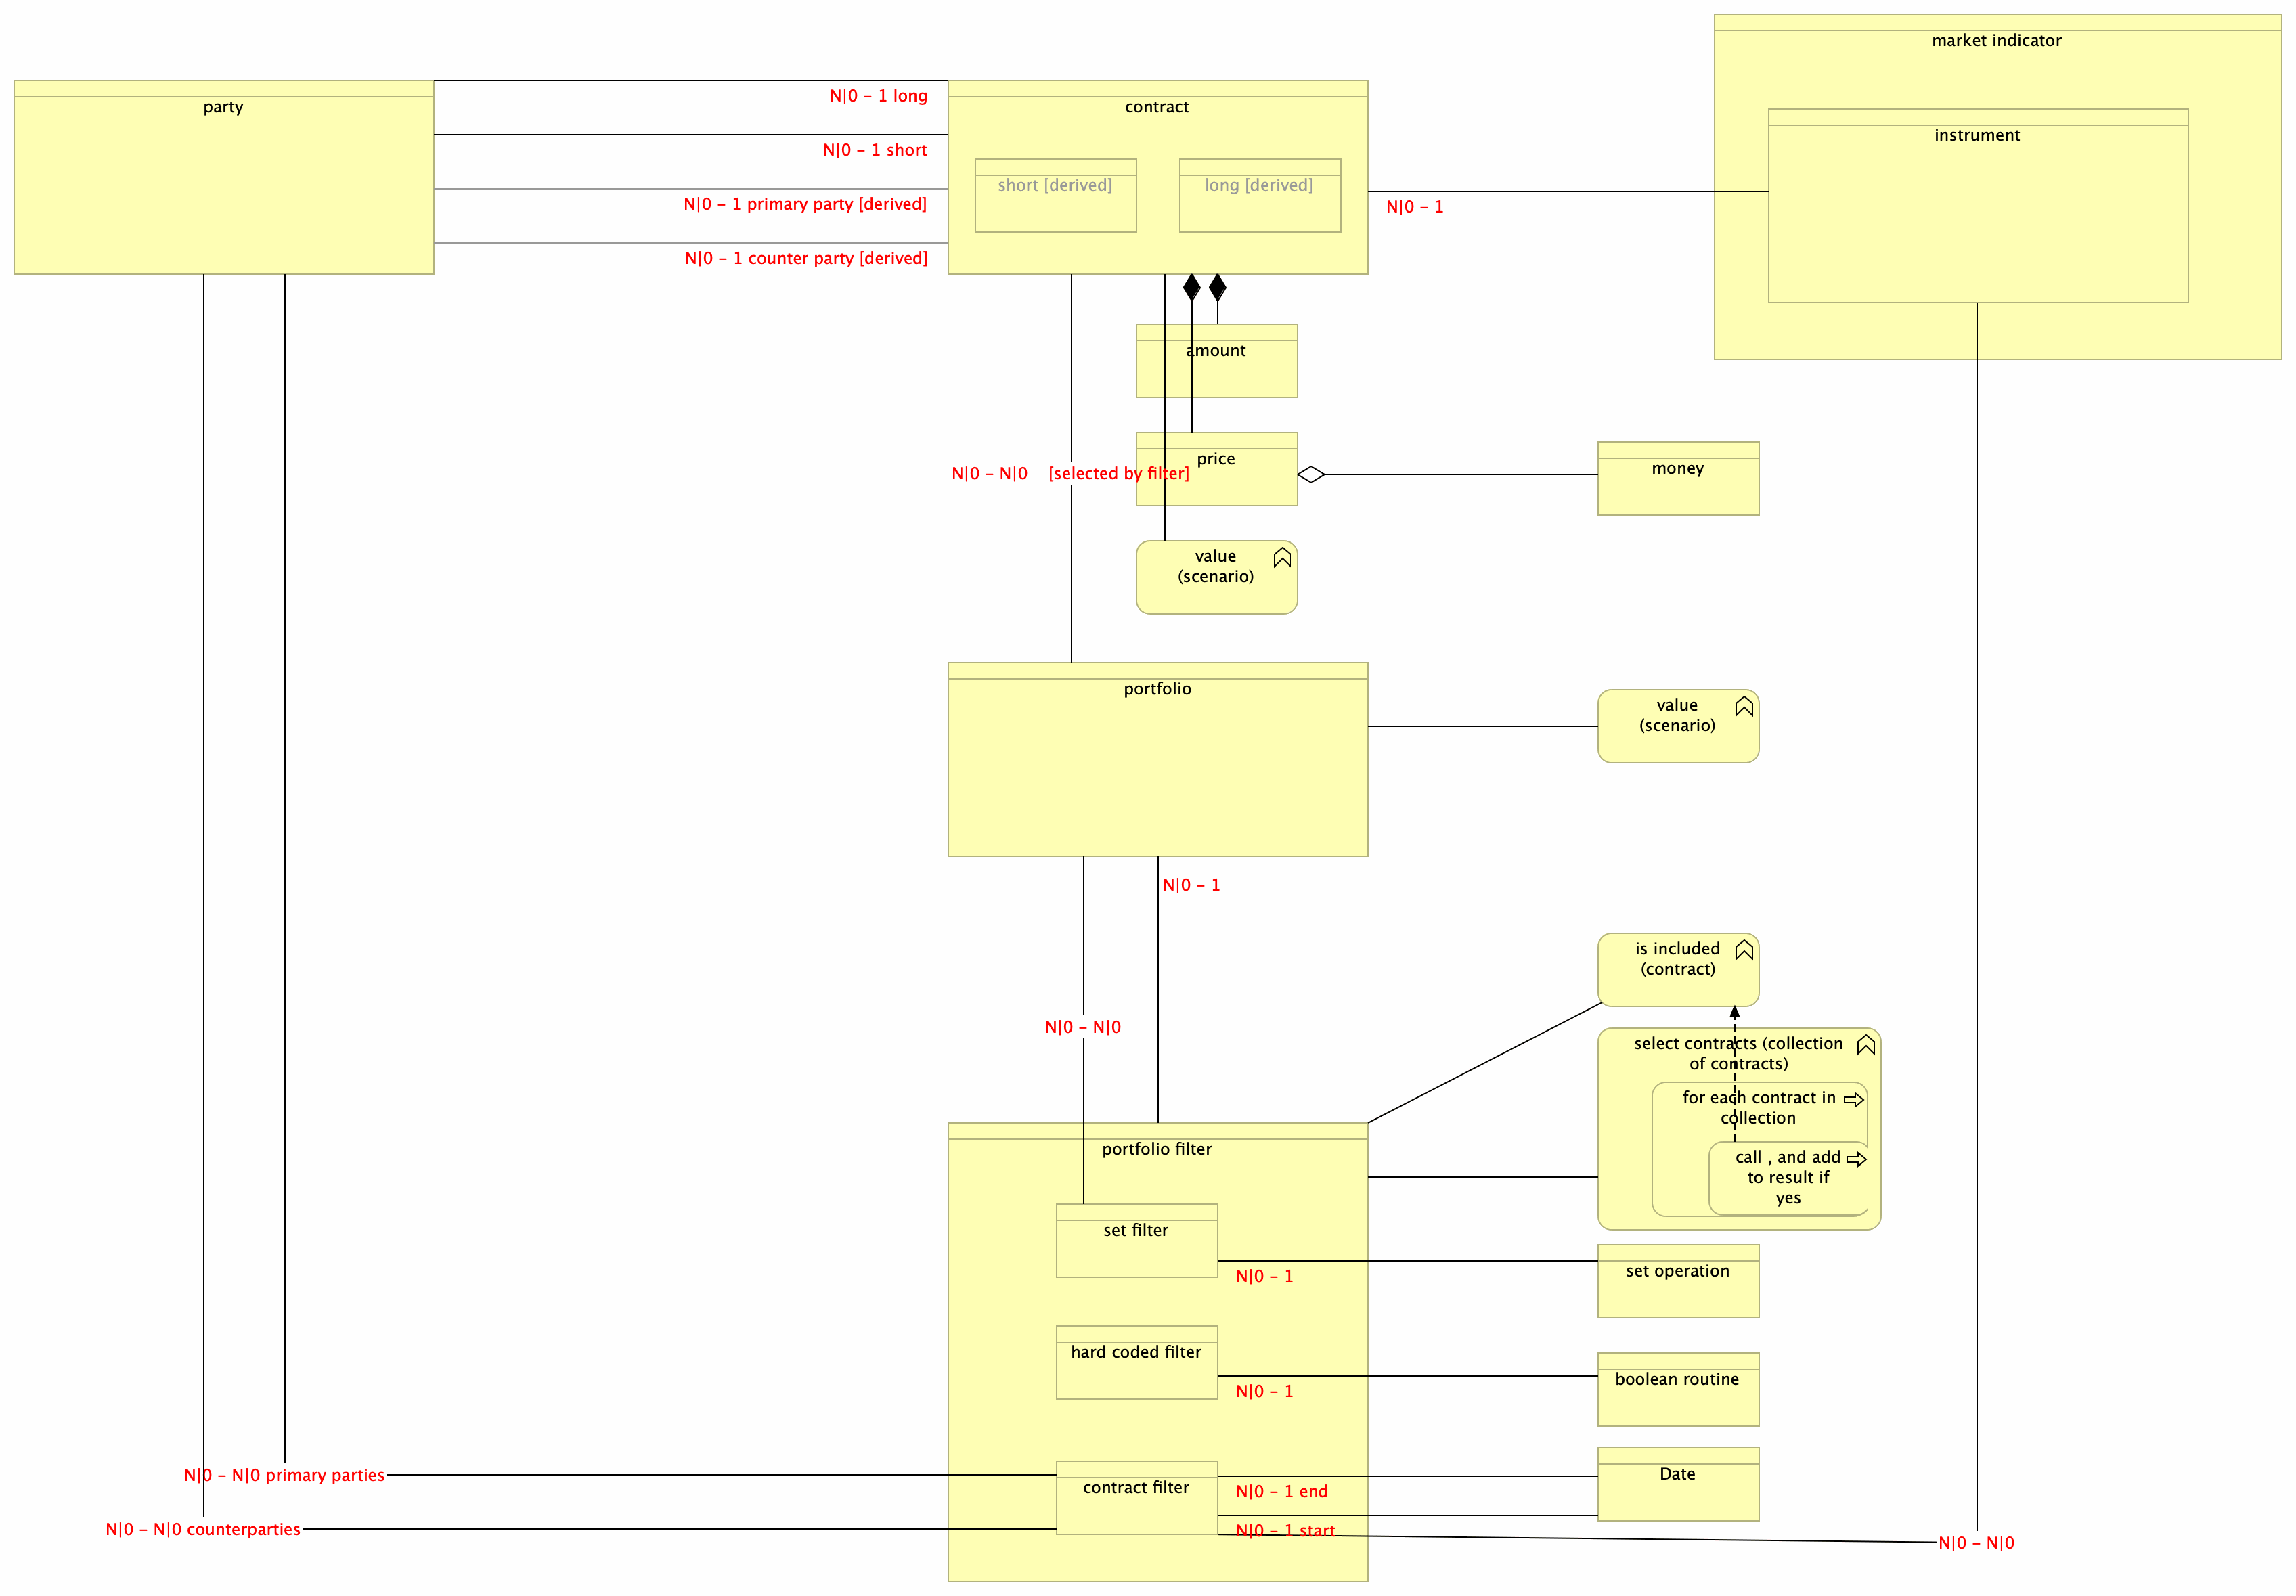 market indicator
N|0 – 1 long
party
contract
instrument
N|0 – 1 short
short [derived]
long [derived]
N|0 – 1 primary party [derived]
N|0 – 1
N|0 – 1 counter party [derived]
amount
price
money
N|0 – N|0    [selected by filter]
value
(scenario)
portfolio
value
(scenario)
N|0 – 1
is included
(contract)
N|0 – N|0
select contracts (collection
of contracts)
for each contract in
collection
portfolio filter
call , and add
to result if
yes
set filter
set operation
N|0 – 1
hard coded filter
boolean routine
N|0 – 1
N|0 – N|0 primary parties
Date
contract filter
N|0 – 1 end
N|0 – N|0 counterparties
N|0 – 1 start
N|0 – N|0